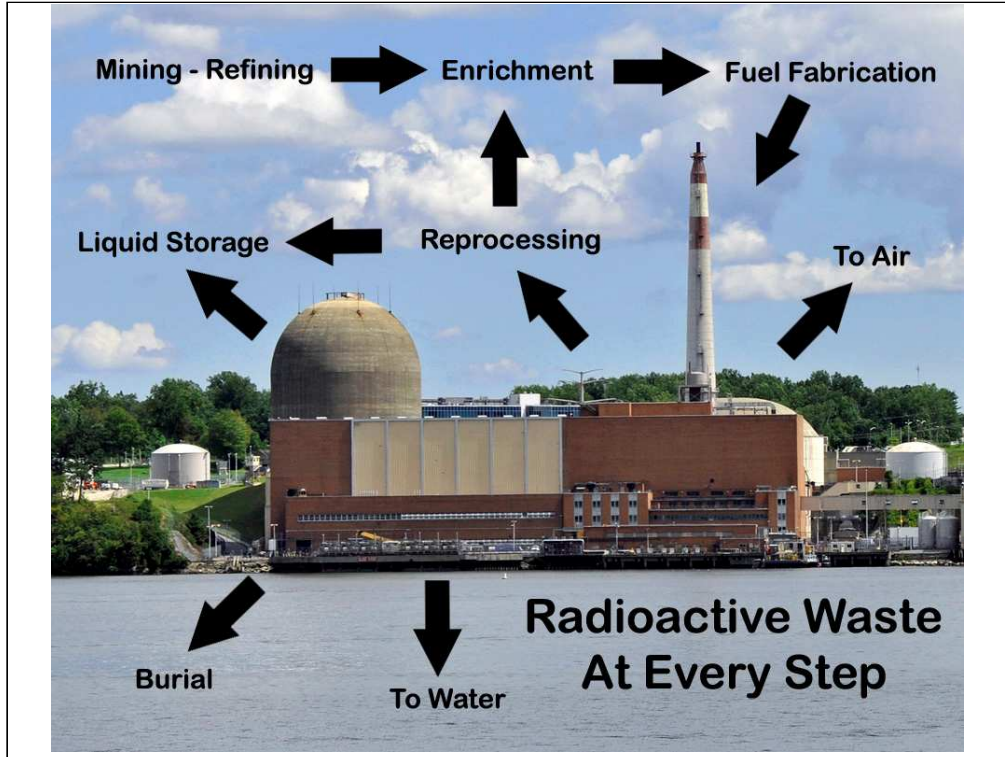 Mining - Refining
Enrichment
Fuel Fabrication
Liquid Storage
Reprocessing
To Air
Radioactive Waste
At Every Step
Burial
To Water